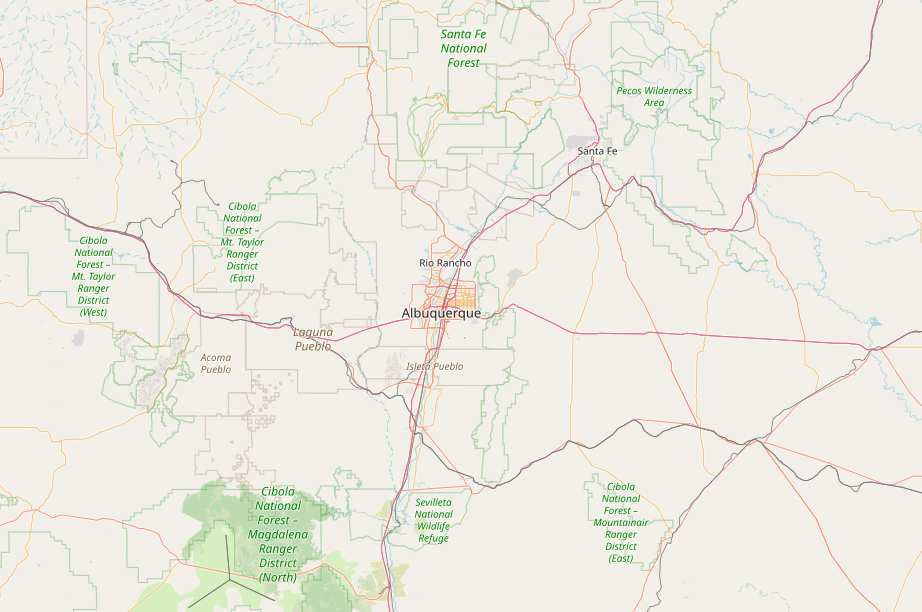 Santa Fe
National
Forest
Pecos Wilderness
Area
Santa Fe
Cibola
National
Forest –
Mt. Taylor
Ranger
District
(East)
Cibola
National
Forest –
Mt. Taylor
Ranger
District
(West)
Rio Rancho
Albuquerque
Laguna
Pueblo
Acoma
Pueblo
Isleta Pueblo
Cibola
National
Forest –
Magdalena
Ranger
District
(North)
Sevilleta
National
Wildlife
Refuge
Cibola
National
Forest –
Mountainair
Ranger
District
(East)